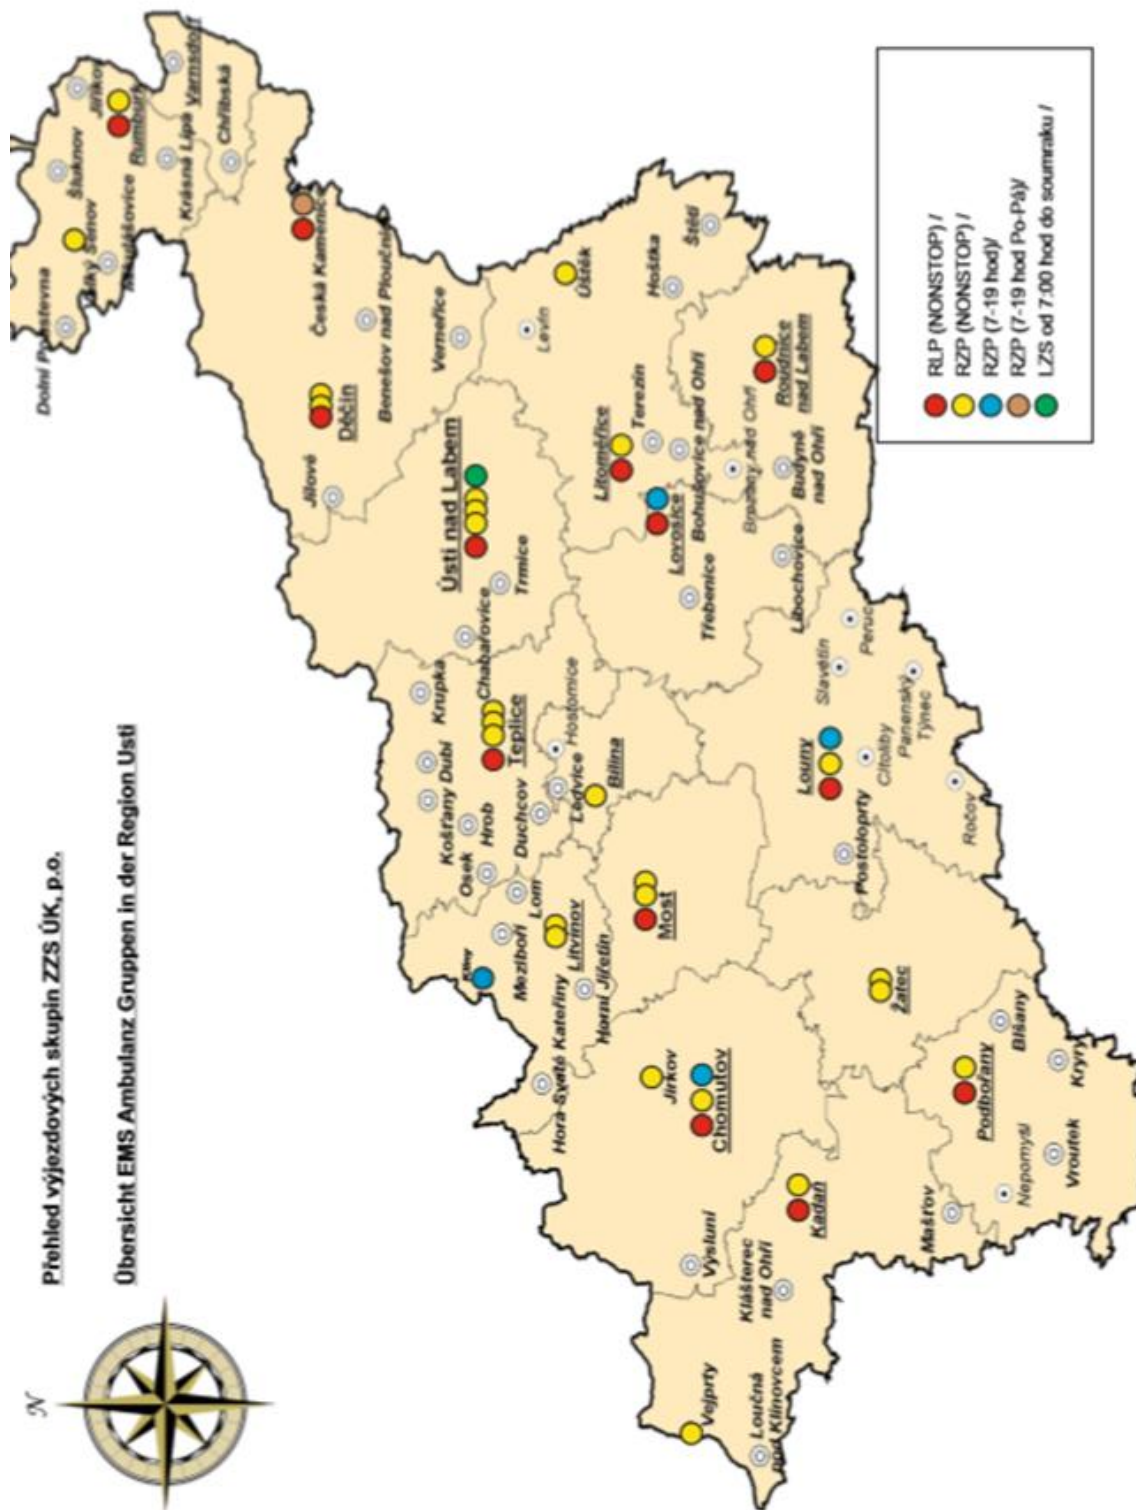 Přehled výjezdových skupin ZZS ÚK, p.o.
Übersicht EMS Ambulanz Gruppen in der Region Usti
N
Dolní Poustevna
Šluknov
Jiříkov
Rumburk
Varnsdorf
Krásná Lípa
Chřibská
Česká Kamenice
Benešov nad Ploučnicí
Děčín
Jílové
Verneřice
Levín
Úštěk
Hoštka
Štětí
Ústí nad Labem
Trmice
Chabařovice
Litoměřice
Terezín
Lovosice
Bohušovice nad Ohří
Roudnice
nad Labem
Budyně
nad Ohří
Třebenice
Libochovice
Krupka
Dubí
Košťany
Teplice
Hrob
Osek
Duchcov
Ledvice
Hostomice
Bílina
Lom
Meziboří
Klíny
Litvínov
Horní Jiřetín
Hora Svaté Kateřiny
Most
Louny
Slavětín
Peruc
Cítoliby
Panenský
Týnec
Postoloprty
Ročov
Jirkov
Chomutov
Žatec
Výsluní
Kadaň
Klášterec
nad Ohří
Podbořany
Blšany
Kryry
Nepomyšl
Vroutek
Mašťov
Vejprty
Loučná
pod Klínovcem
RLP (NONSTOP) /
RZP (NONSTOP) /
RZP (7-19 hod)/
RZP (7-19 hod Po-Pá)/
LZS od 7:00 hod do soumraku /